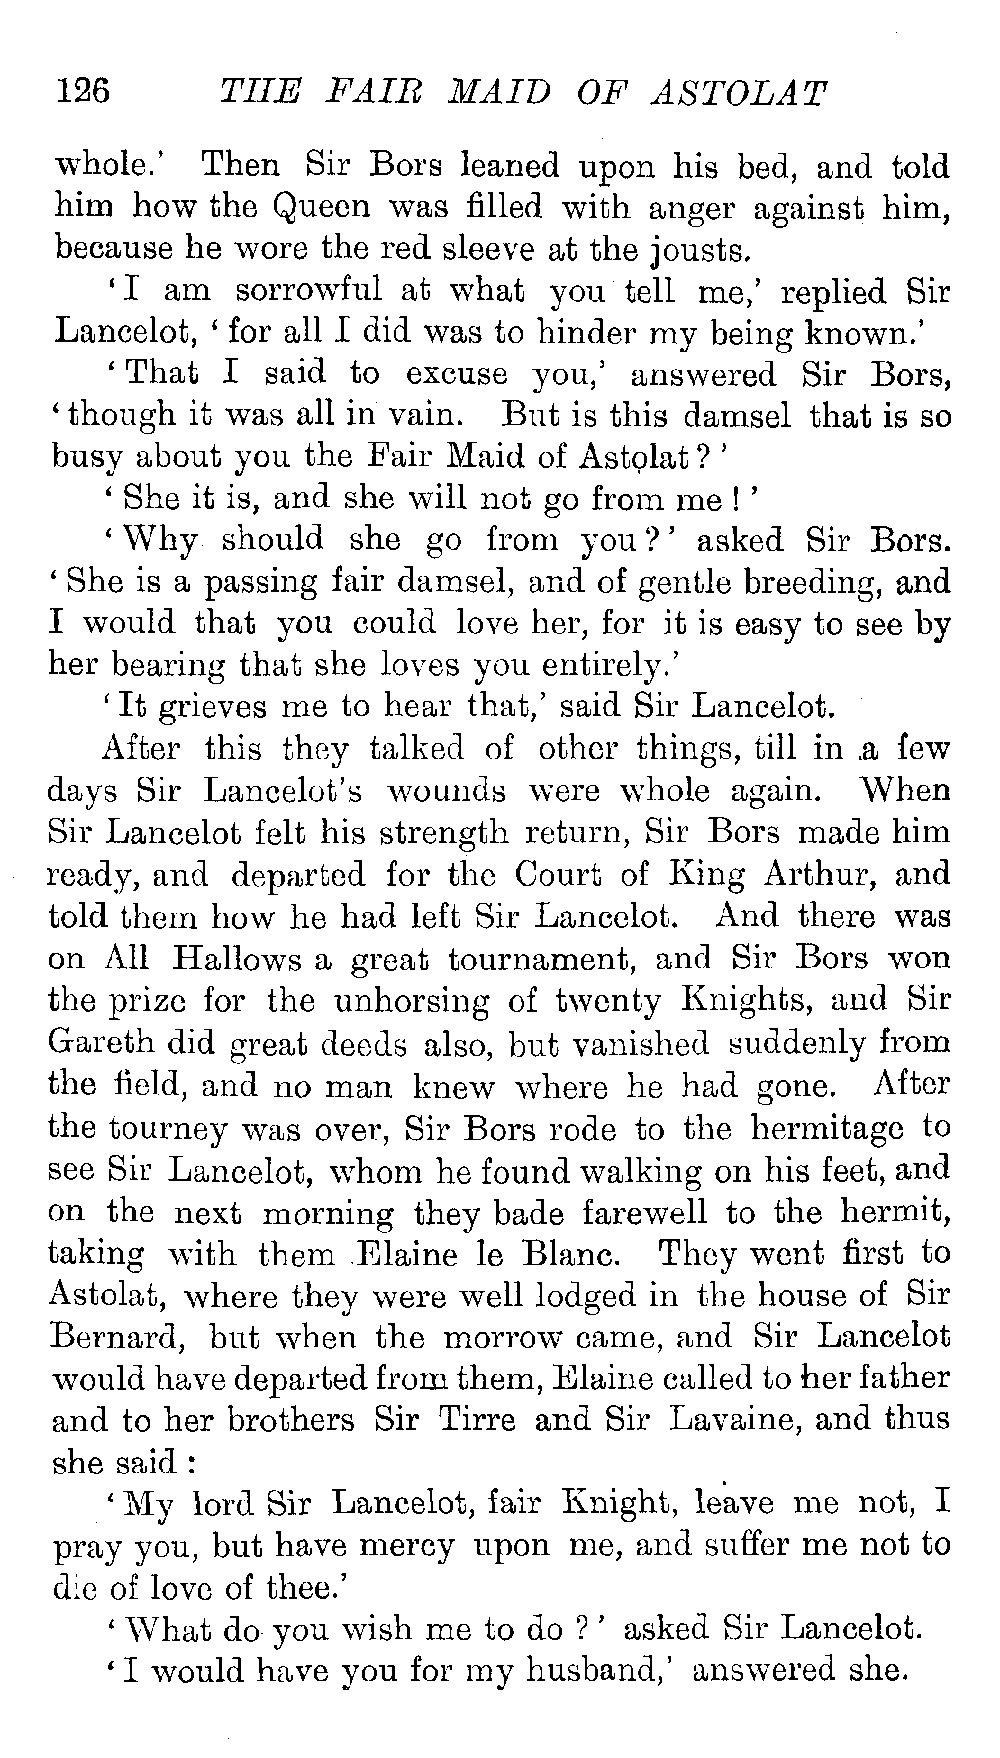 126 THE FAIR MAID OF ASTOLAT
whole.' Then Sir Bors leaned upon his bed, and told
him how the Queen was filled with anger against him,
because he wore the red sleeve at the jousts.
'I am sorrowful at what you tell me,' replied Sir
Lancelot, 'for all I did was to hinder my being known.'
'That I said to excuse you,' answered Sir Bors,
'though it was all in vain. But is this damsel that is so
busy about you the Fair Maid of Astolat?'
'She it is, and she will not go from me!'
'Why should she go from you?' asked Sir Bors.
'She is a passing fair damsel, and of gentle breeding, and
I would that you could love her, for it is easy to see by
her bearing that she loves you entirely.'
'It grieves me to hear that,' said Sir Lancelot.
After this they talked of other things, till in a few
days Sir Lancelot's wounds were whole again. When
Sir Lancelot felt his strength return, Sir Bors made him
ready, and departed for the Court of King Arthur, and
told them how he had left Sir Lancelot. And there was
on All Hallows a great tournament, and Sir Bors won
the prize for the unhorsing of twenty Knights, and Sir
Gareth did great deeds also, but vanished suddenly from
the field, and no man knew where he had gone. After
the tourney was over, Sir Bors rode to the hermitage to
see Sir Lancelot, whom he found walking on his feet, and
on the next morning they bade farewell to the hermit,
taking with them Elaine le Blanc. They went first to
Astolat, where they were well lodged in the house of Sir
Bernard, but when the morrow came, and Sir Lancelot
would have departed from them, Elaine called to her father
and to her brothers Sir Tirre and Sir Lavaine, and thus
she said:
'My lord Sir Lancelot, fair Knight, leave me not, I
pray you, but have mercy upon me, and suffer me not to
die of love of thee.'
'What do you wish me to do?' asked Sir Lancelot.
'I would have you for my husband,' answered she.